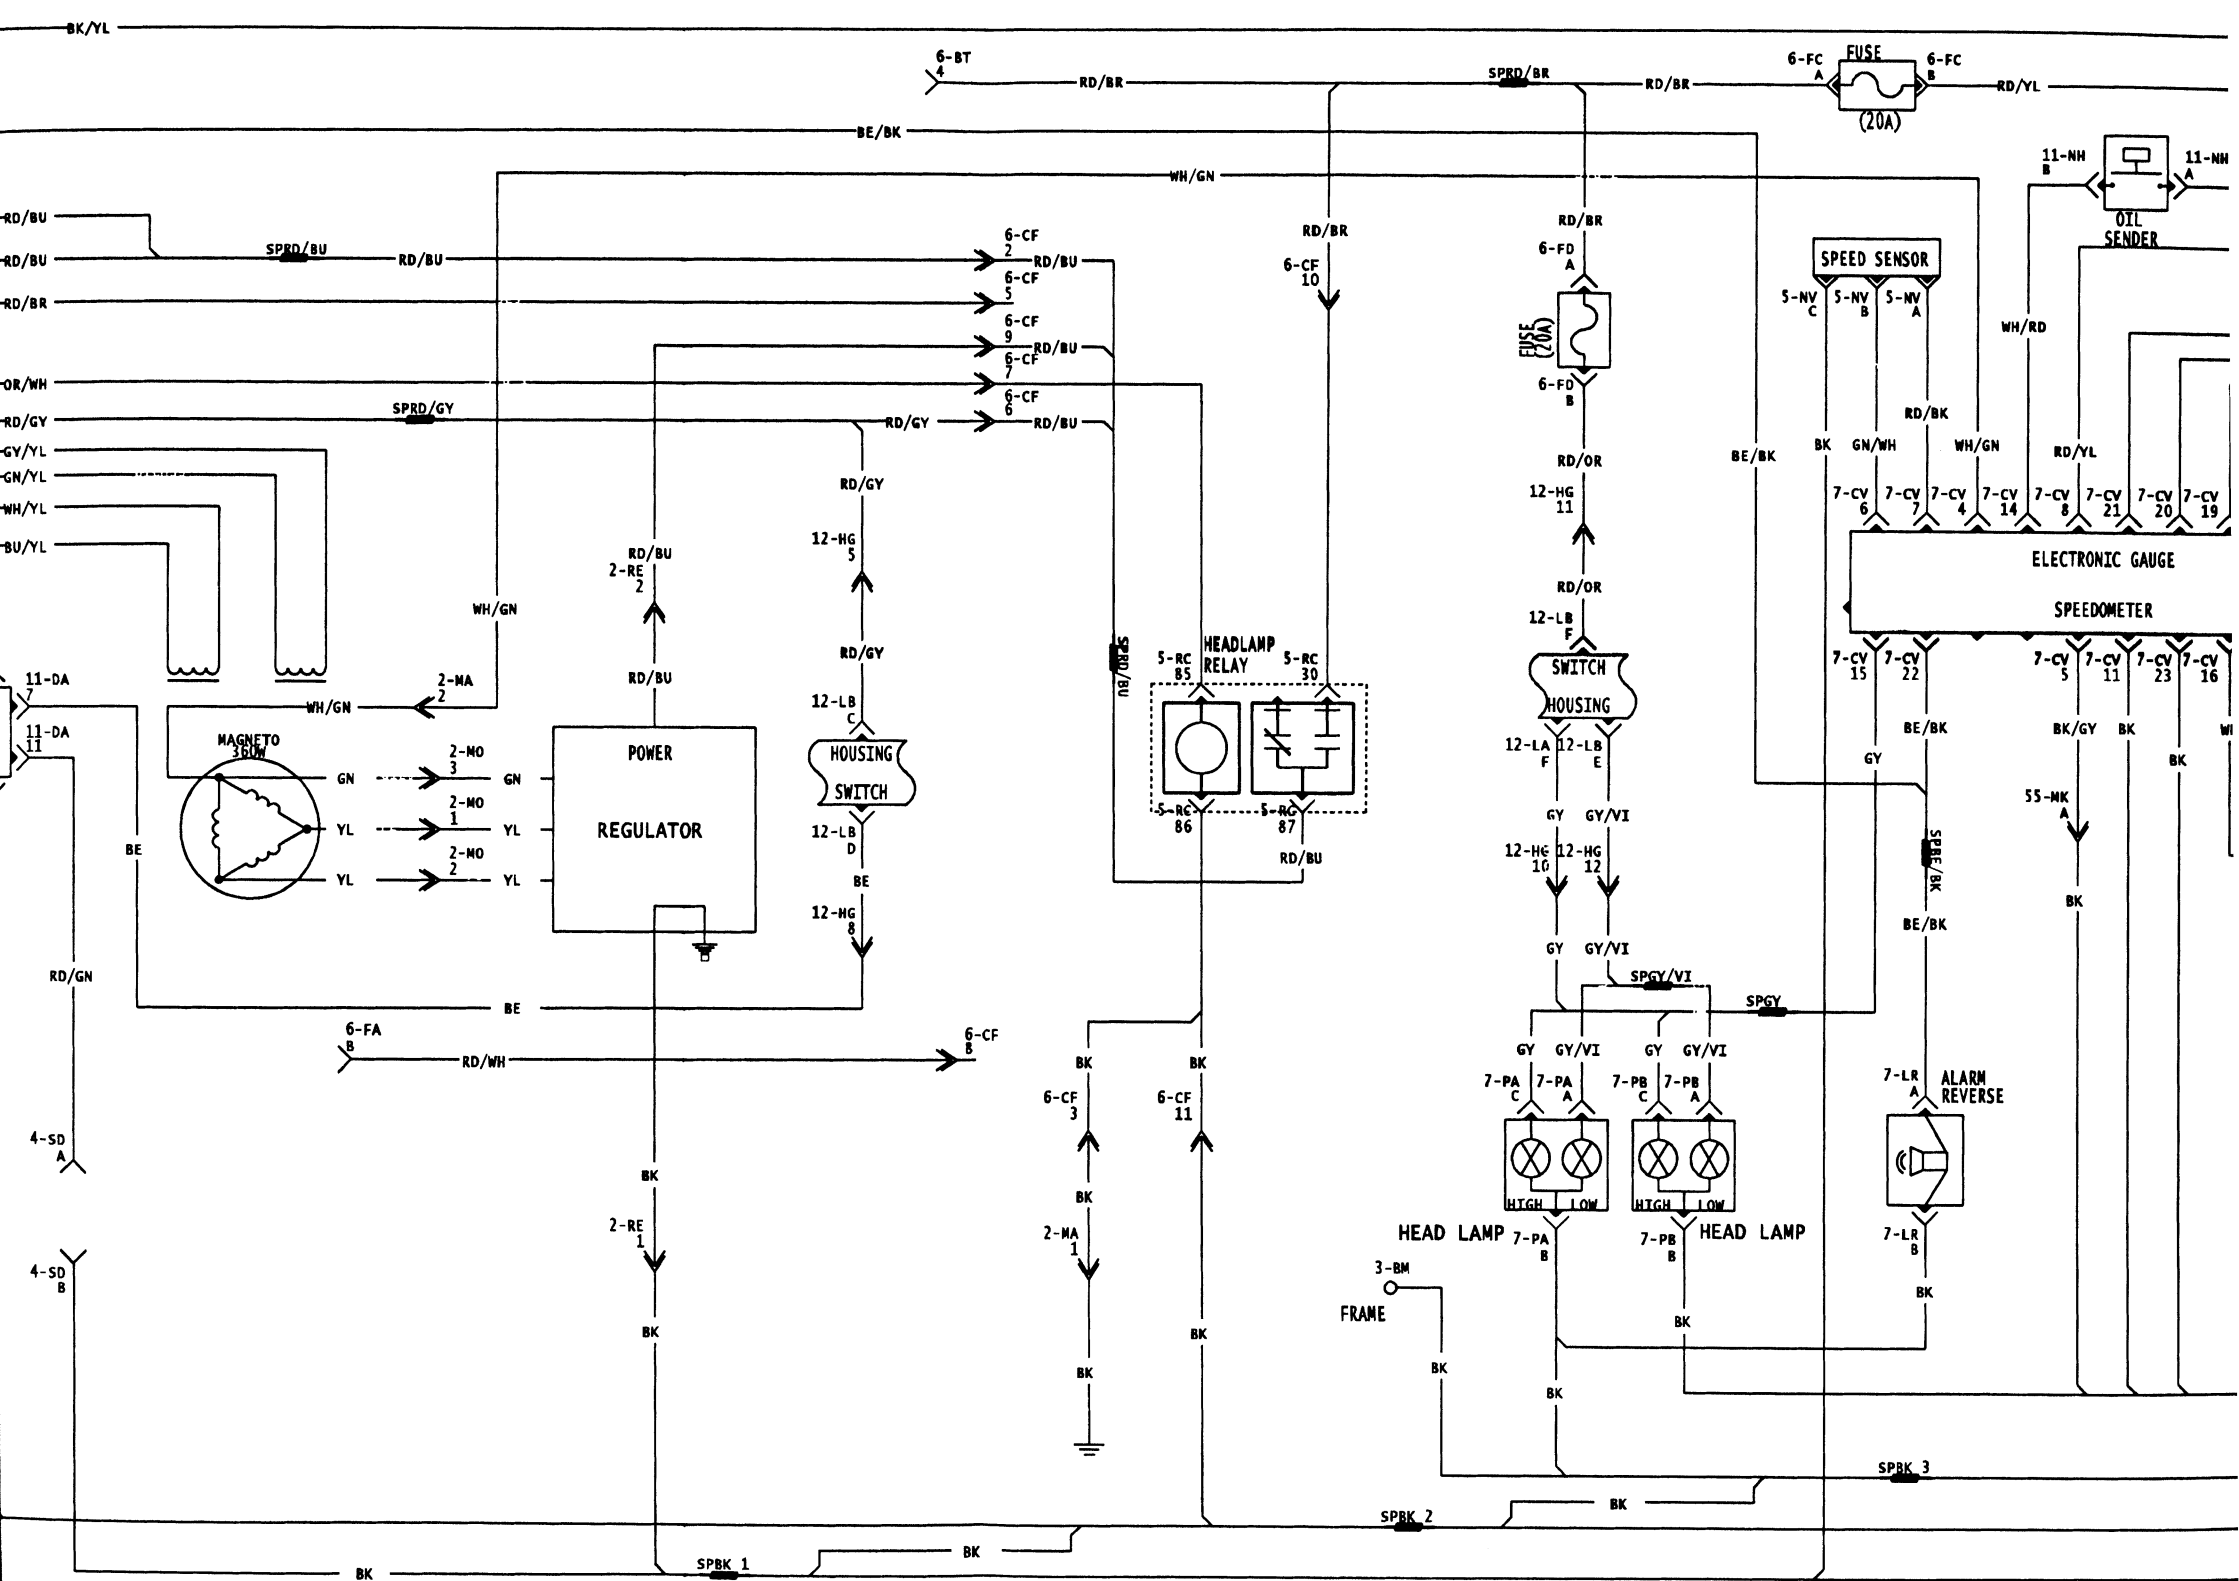 BK/YL
6-BT
4
RD/BR
SPRD/BR
RD/BR
6-FC
A
FUSE
6-FC
B
RD/YL
(20A)
BE/BK
11-NH
B
11-NH
A
OIL
SENDER
WH/GN
RD/BU
RD/BU
SPRD/BU
RD/BU
6-CF
2
RD/BU
RD/BR
6-CF
5
RD/BR
6-CF
10
RD/BR
6-FD
A
FUSE
(20A)
6-FD
B
SPEED SENSOR
5-NV
C
5-NV
B
5-NV
A
WH/RD
6-CF
9
RD/BU
OR/WH
6-CF
7
RD/GY
SPRD/GY
RD/GY
6-CF
6
RD/BU
GY/YL
GN/YL
WH/YL
BU/YL
RD/GY
12-HG
5
RD/BU
2-RE
2
WH/GN
RD/GY
RD/BU
RD/OR
12-HG
11
RD/OR
12-LB
F
BE/BK
BK
GN/WH
RD/BK
WH/GN
RD/YL
7-CV
6
7-CV
7
7-CV
4
7-CV
14
7-CV
8
7-CV
21
7-CV
20
7-CV
19
ELECTRONIC GAUGE
SPEEDOMETER
7-CV
15
7-CV
22
7-CV
5
7-CV
11
7-CV
23
7-CV
16
SPRD/BU
5-RC
85
HEADLAMP
RELAY
5-RC
30
SWITCH
HOUSING
11-DA
7
11-DA
11
WH/GN
2-MA
2
12-LB
C
HOUSING
SWITCH
12-LB
D
MAGNETO
360W
GN
2-MO
3
GN
YL
2-MO
1
YL
YL
2-MO
2
YL
POWER
REGULATOR
BE
BE
12-HG
8
5-RC
86
5-RC
87
RD/BU
12-LA
F
12-LB
E
GY
GY/VI
12-HG
10
12-HG
12
GY
GY/VI
GY
BE/BK
BK/GY
BK
BK
WI
55-MK
A
SPBE/BK
BK
BE/BK
RD/GN
BE
6-FA
B
RD/WH
6-CF
8
SPGY/VI
SPGY
BK
BK
6-CF
3
6-CF
11
GY
GY/VI
GY
GY/VI
7-PA
C
7-PA
A
7-PB
C
7-PB
A
7-LR
A
ALARM
REVERSE
4-SD
A
BK
BK
HIGH
LOW
HIGH
LOW
2-RE
1
2-MA
1
HEAD LAMP
7-PA
B
7-PB
B
HEAD LAMP
7-LR
B
4-SD
B
3-BM
FRAME
BK
BK
BK
BK
BK
BK
BK
BK
SPBK 3
BK
SPBK 2
BK
SPBK 1
BK